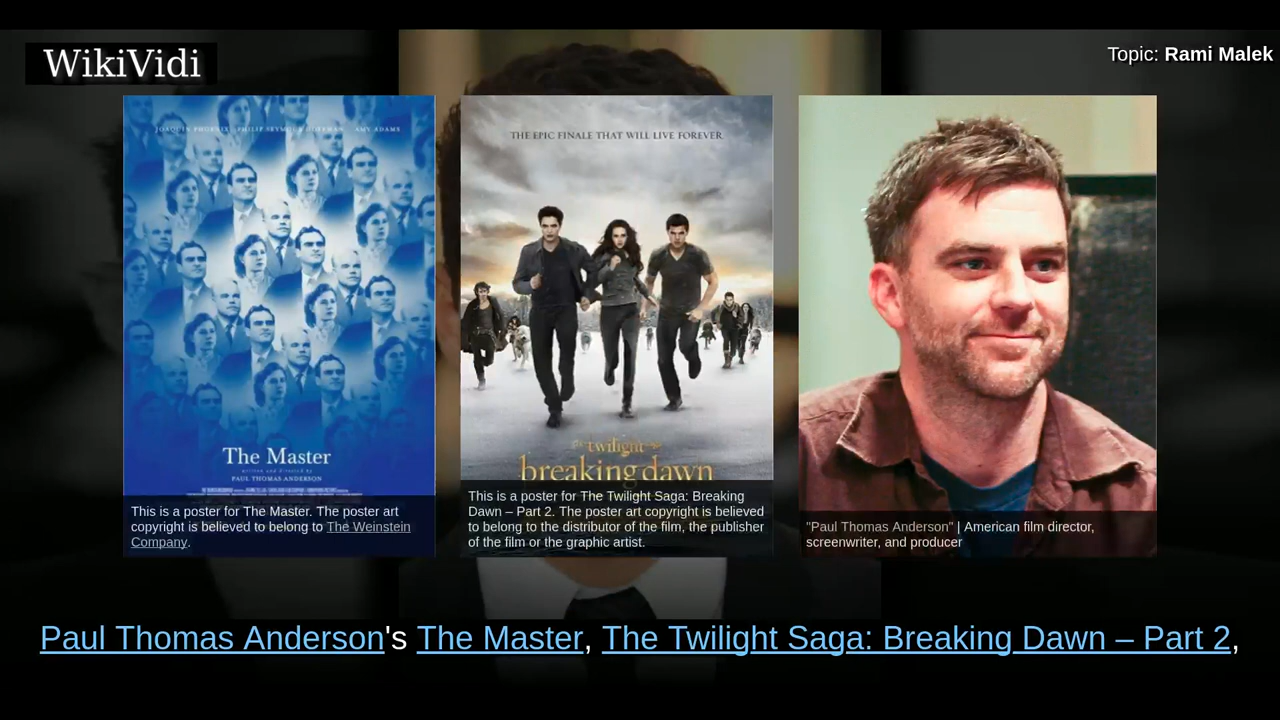 WikiVidi
Topic: Rami Malek
JOAQUIN PHOENIX PHILIP SEYMOUR HOFFMAN AMY ADAMS
The Master
written and directed by
PAUL THOMAS ANDERSON
This is a poster for The Master. The poster art
copyright is believed to belong to The Weinstein
Company.
THE EPIC FINALE THAT WILL LIVE FOREVER
the twilight saga
breaking dawn
This is a poster for The Twilight Saga: Breaking
Dawn – Part 2. The poster art copyright is believed
to belong to the distributor of the film, the publisher
of the film or the graphic artist.
"Paul Thomas Anderson" | American film director,
screenwriter, and producer
Paul Thomas Anderson's The Master, The Twilight Saga: Breaking Dawn – Part 2,